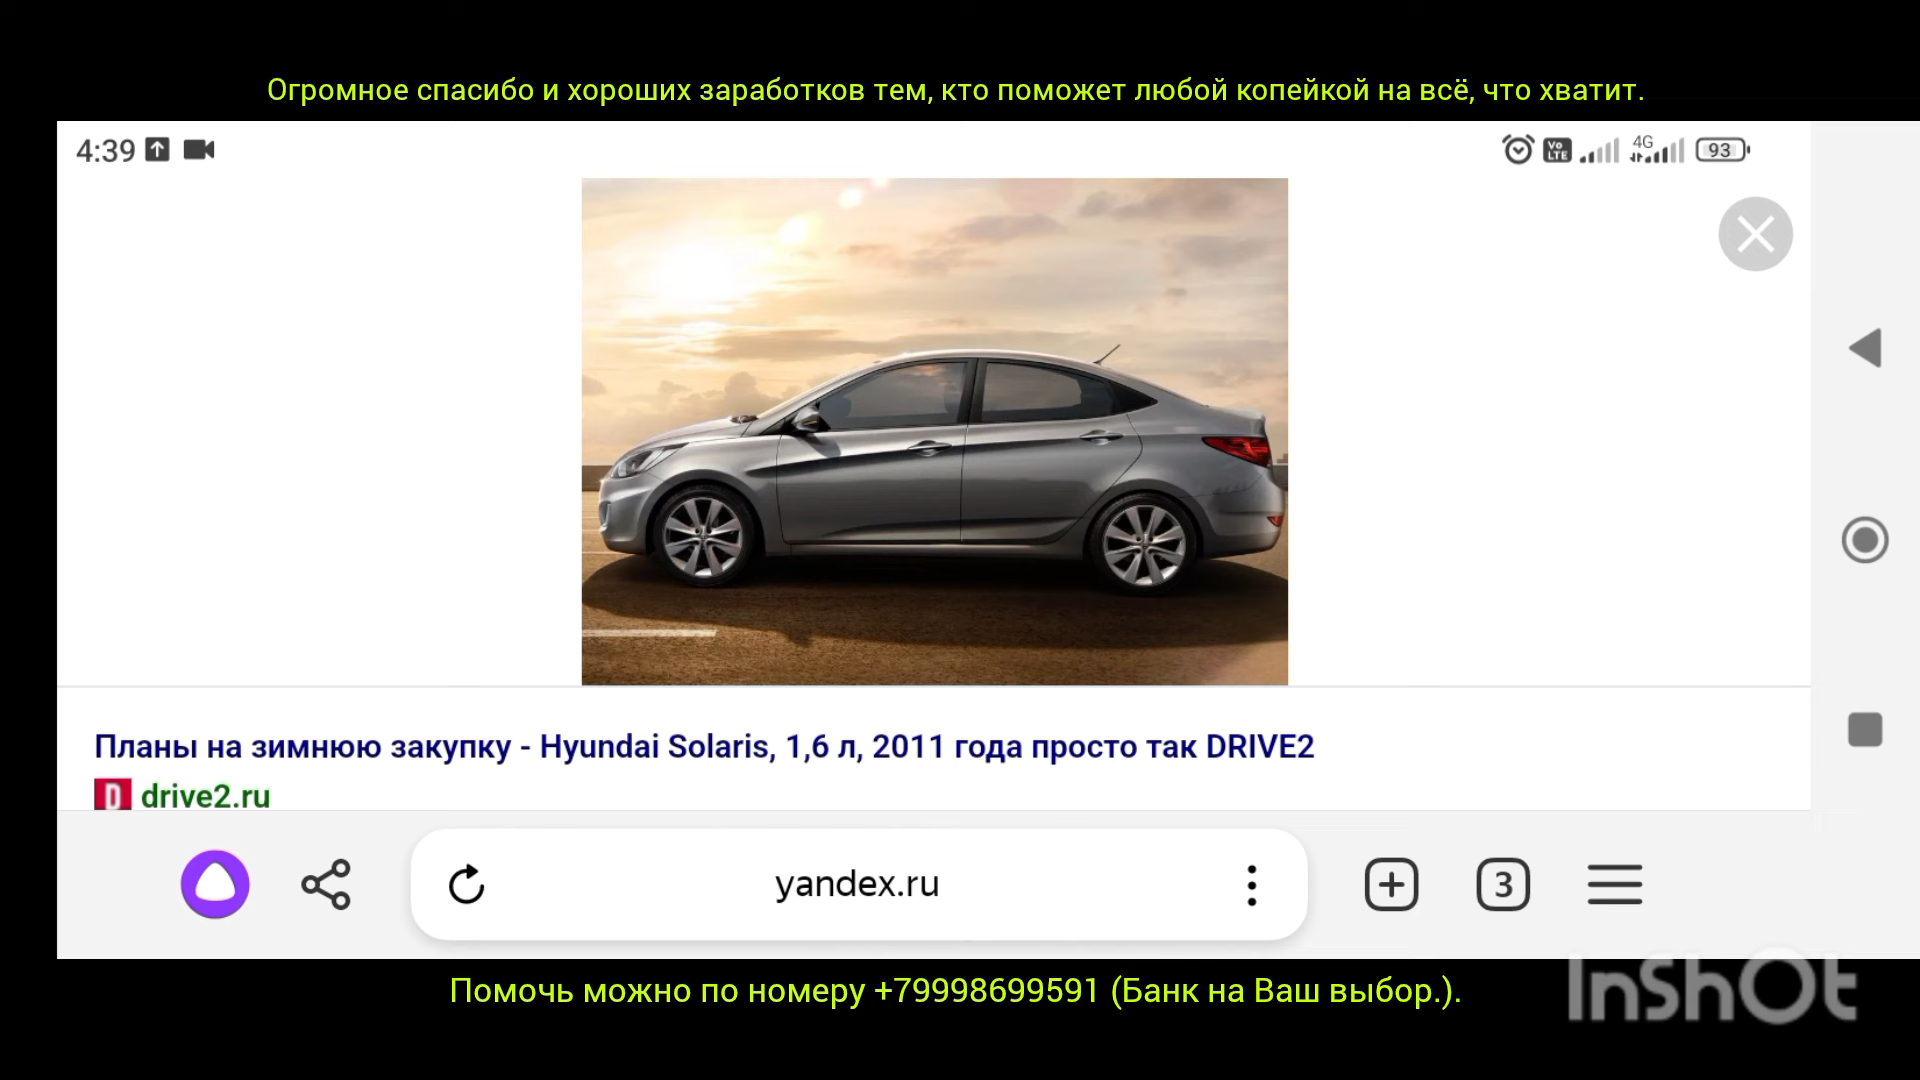 Огромное спасибо и хороших заработков тем, кто поможет любой копейкой на всё, что хватит.
4:39
Vo LTE 4G 93
Планы на зимнюю закупку - Hyundai Solaris, 1,6 л, 2011 года просто так DRIVE2
D drive2.ru
yandex.ru 3
Помочь можно по номеру +79998699591 (Банк на Ваш выбор.).
InShOt